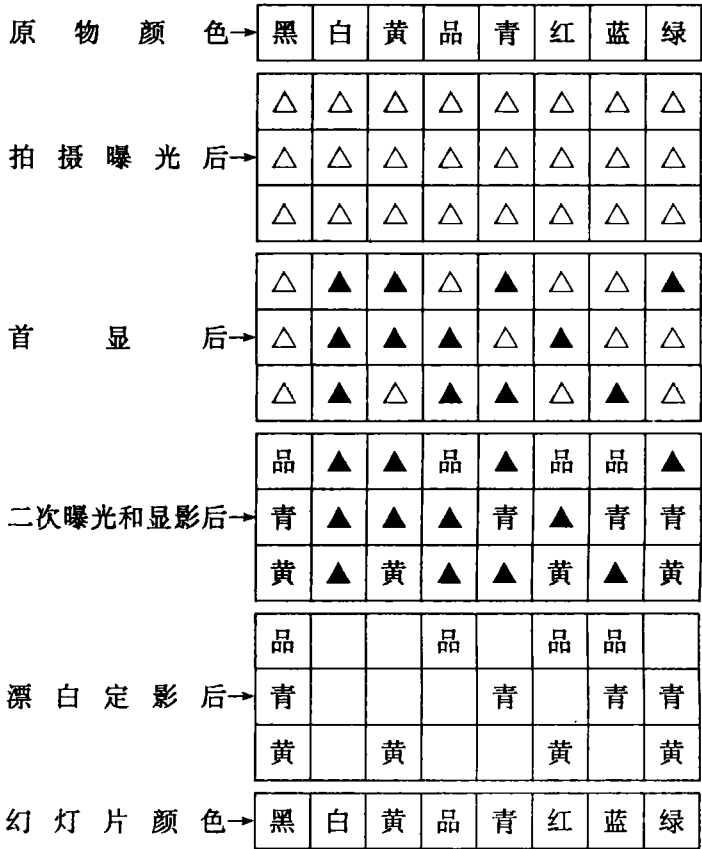 原物颜色→ 黑 白 黄 品 青 红 蓝 绿
△ △ △ △ △ △ △ △
拍摄曝光后→ △ △ △ △ △ △ △ △
△ △ △ △ △ △ △ △
△ ▲ ▲ △ ▲ △ △ ▲
首显后→ △ ▲ ▲ ▲ △ ▲ △ △
△ ▲ △ ▲ ▲ △ ▲ △
品 ▲ ▲ 品 ▲ 品 品 ▲
二次曝光和显影后→ 青 ▲ ▲ ▲ 青 ▲ 青 青
黄 ▲ 黄 ▲ ▲ 黄 ▲ 黄
品 品 品 品
漂白定影后→ 青 青 青 青
黄 黄 黄 黄
幻灯片颜色→ 黑 白 黄 品 青 红 蓝 绿